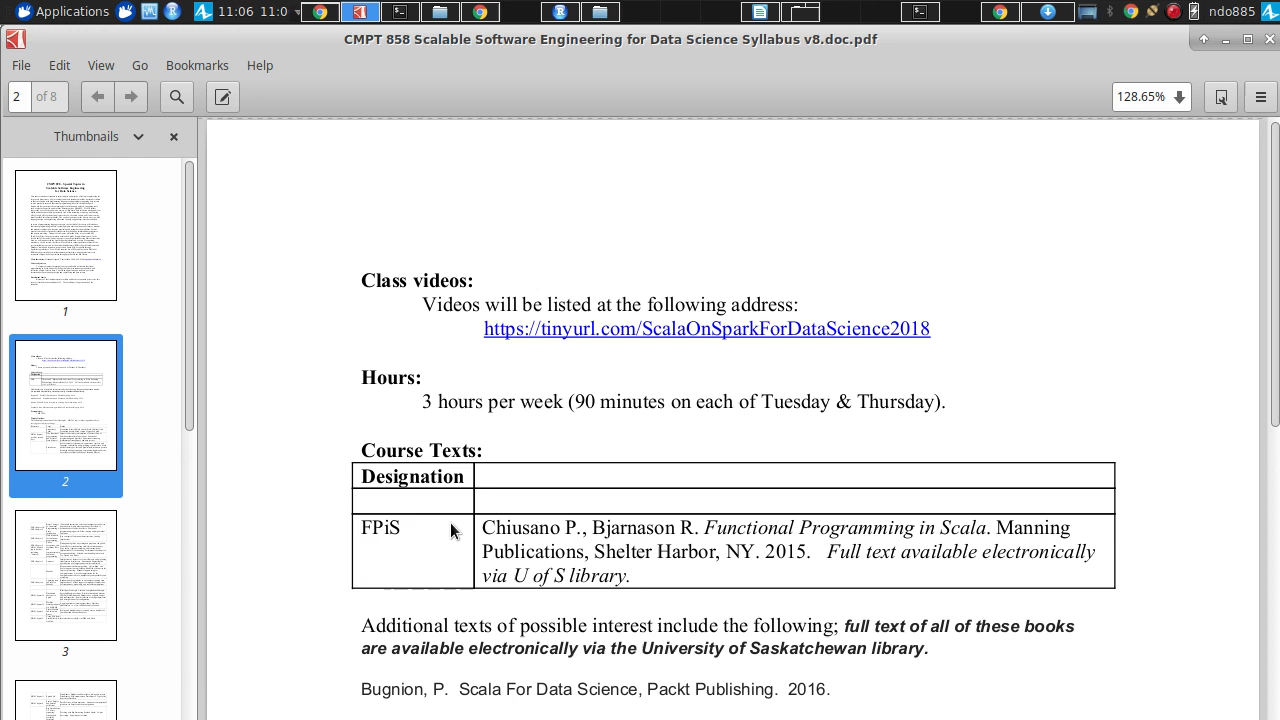 Applications 11:06 11:0 ndo885
CMPT 858 Scalable Software Engineering for Data Science Syllabus v8.doc.pdf
File Edit View Go Bookmarks Help
2 of 8 128.65%
Thumbnails
1
2
3
Class videos:
Videos will be listed at the following address:
https://tinyurl.com/ScalaOnSparkForDataScience2018
Hours:
3 hours per week (90 minutes on each of Tuesday & Thursday).
Course Texts:
Designation
FPiS Chiusano P., Bjarnason R. Functional Programming in Scala. Manning
Publications, Shelter Harbor, NY. 2015. Full text available electronically
via U of S library.
Additional texts of possible interest include the following; full text of all of these books
are available electronically via the University of Saskatchewan library.
Bugnion, P. Scala For Data Science, Packt Publishing. 2016.